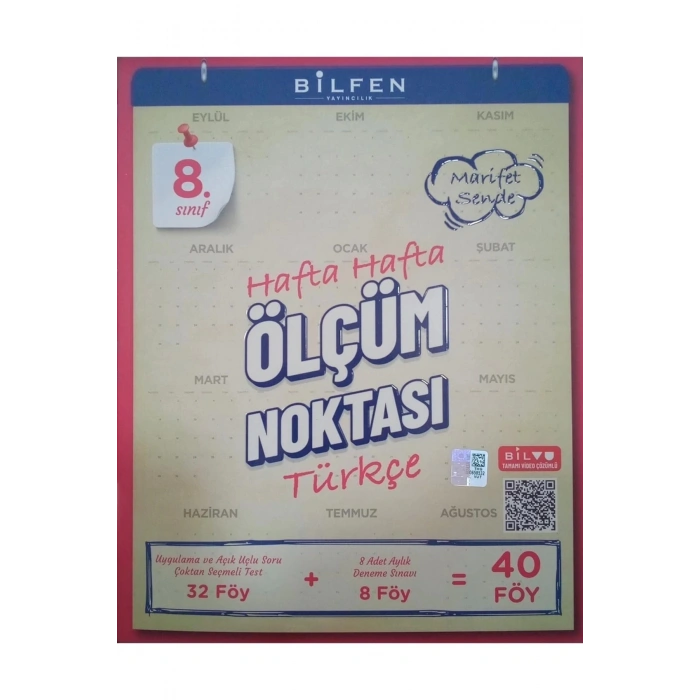 BİLFEN
YAYINCILIK
EYLÜL EKİM KASIM
8.
sınıf
Marifet
Sende
ARALIK OCAK ŞUBAT
Hafta Hafta
ÖLÇÜM
MART MAYIS
NOKTASI
Türkçe
BİLVU
TAMAMI VİDEO ÇÖZÜMLÜ
HAZİRAN TEMMUZ AĞUSTOS
Uygulama ve Açık Uçlu Soru
Çoktan Seçmeli Test
32 Föy
+
8 Adet Aylık
Deneme Sınavı
8 Föy
=
40
FÖY